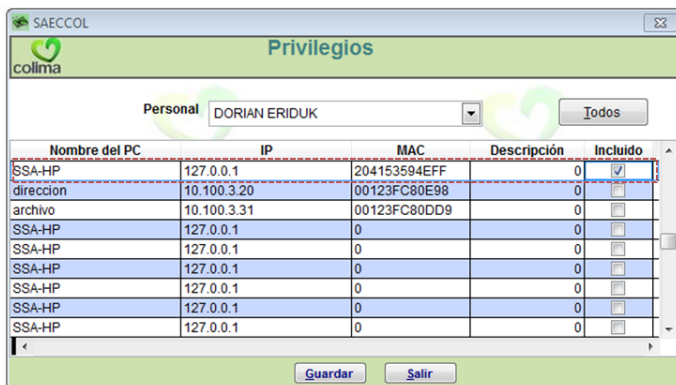 SAECCOL
colima
Privilegios
Personal DORIAN ERIDUK Todos
Nombre del PC IP MAC Descripción Incluido
SSA-HP 127.0.0.1 204153594EFF 0
direccion 10.100.3.20 00123FC80E98 0
archivo 10.100.3.31 00123FC80DD9 0
SSA-HP 127.0.0.1 0 0
SSA-HP 127.0.0.1 0 0
SSA-HP 127.0.0.1 0 0
SSA-HP 127.0.0.1 0 0
SSA-HP 127.0.0.1 0 0
SSA-HP 127.0.0.1 0 0
Guardar Salir